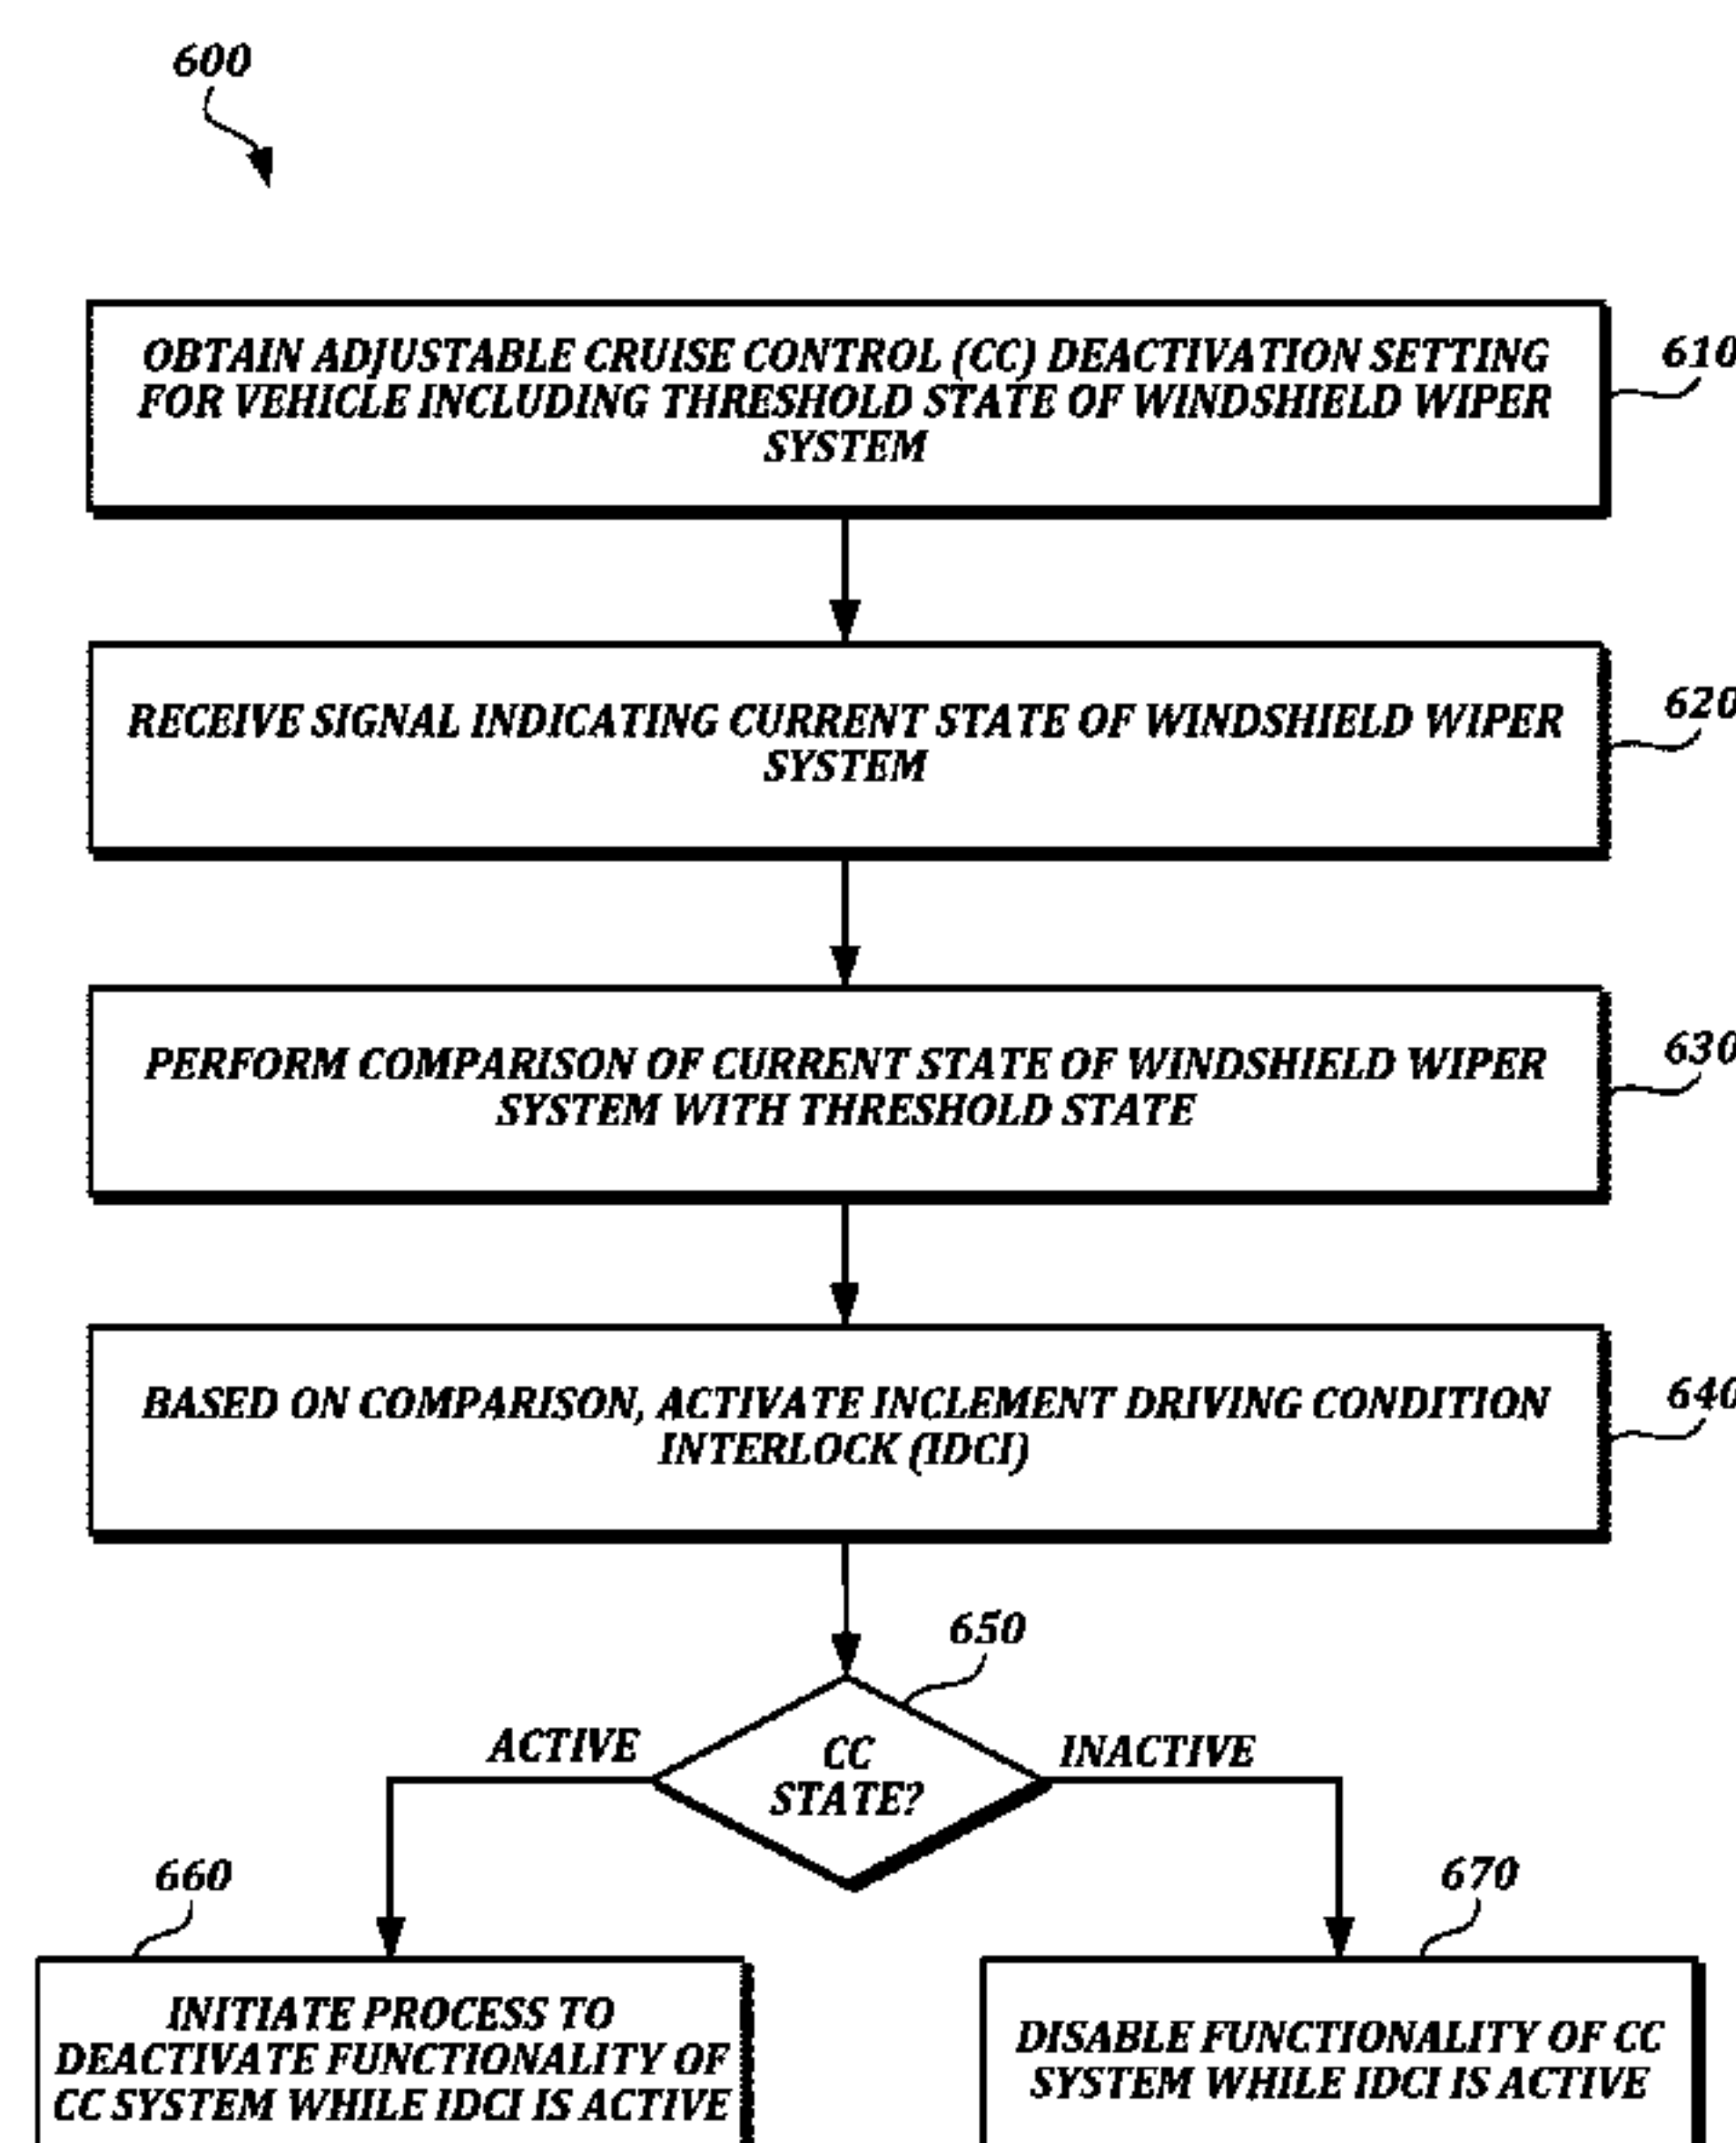 600
OBTAIN ADJUSTABLE CRUISE CONTROL (CC) DEACTIVATION SETTING
FOR VEHICLE INCLUDING THRESHOLD STATE OF WINDSHIELD WIPER
SYSTEM
610
RECEIVE SIGNAL INDICATING CURRENT STATE OF WINDSHIELD WIPER
SYSTEM
620
PERFORM COMPARISON OF CURRENT STATE OF WINDSHIELD WIPER
SYSTEM WITH THRESHOLD STATE
630
BASED ON COMPARISON, ACTIVATE INCLEMENT DRIVING CONDITION
INTERLOCK (IDCI)
640
650
ACTIVE
CC
STATE?
INACTIVE
660
INITIATE PROCESS TO
DEACTIVATE FUNCTIONALITY OF
CC SYSTEM WHILE IDCI IS ACTIVE
670
DISABLE FUNCTIONALITY OF CC
SYSTEM WHILE IDCI IS ACTIVE